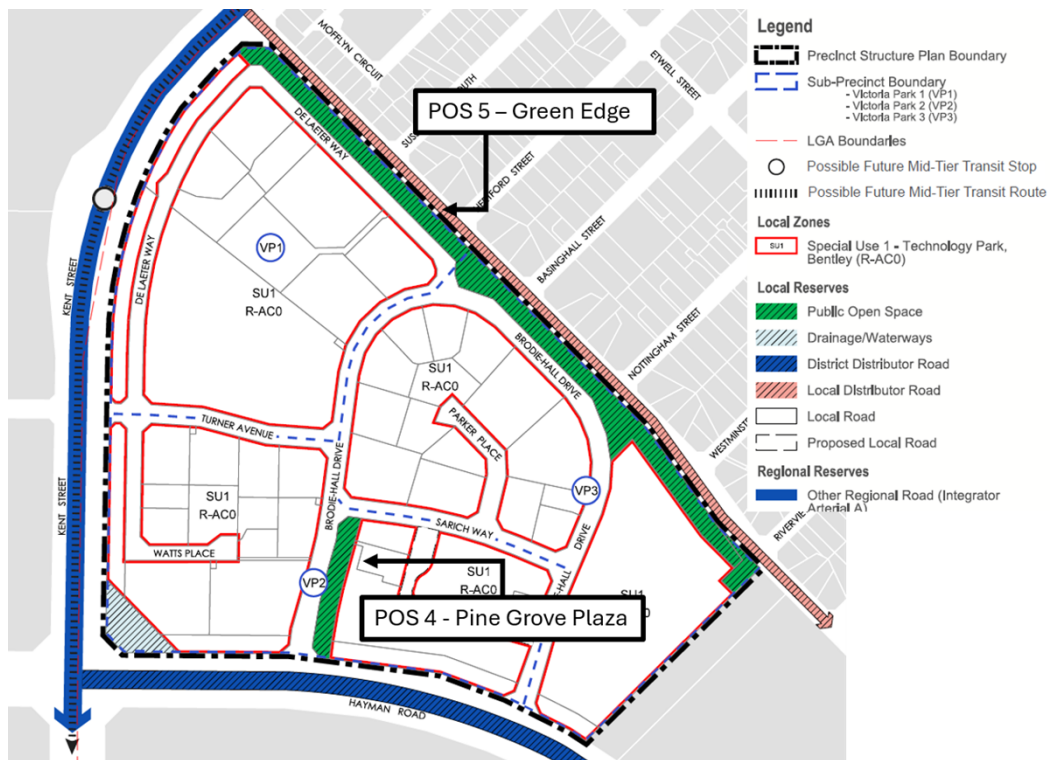 MOFFLYN CIRCUIT
ETWELL STREET
POS 5 – Green Edge
DE LAETER WAY
STREET
BASINGHALL STREET
NOTTINGHAM STREET
DE LAETER WAY
KENT STREET
VP1
SU1
R-AC0
BRODIE-HALL DRIVE
SU1
R-AC0
PARKER PLACE
TURNER AVENUE
BRODIE-HALL DRIVE
VP3
KENT STREET
SU1
R-AC0
SARICH WAY
DRIVE
WATTS PLACE
VP2
SU1
R-AC0
SU1
POS 4 - Pine Grove Plaza
HAYMAN ROAD
Legend
Precinct Structure Plan Boundary
Sub-Precinct Boundary
- Victoria Park 1 (VP1)
- Victoria Park 2 (VP2)
- Victoria Park 3 (VP3)
LGA Boundaries
Possible Future Mid-Tier Transit Stop
Possible Future Mid-Tier Transit Route
Local Zones
SU1
Special Use 1 - Technology Park,
Bentley (R-AC0)
Local Reserves
Public Open Space
Drainage/Waterways
District Distributor Road
Local Distributor Road
Local Road
Proposed Local Road
Regional Reserves
Other Regional Road (Integrator
Arterial A)